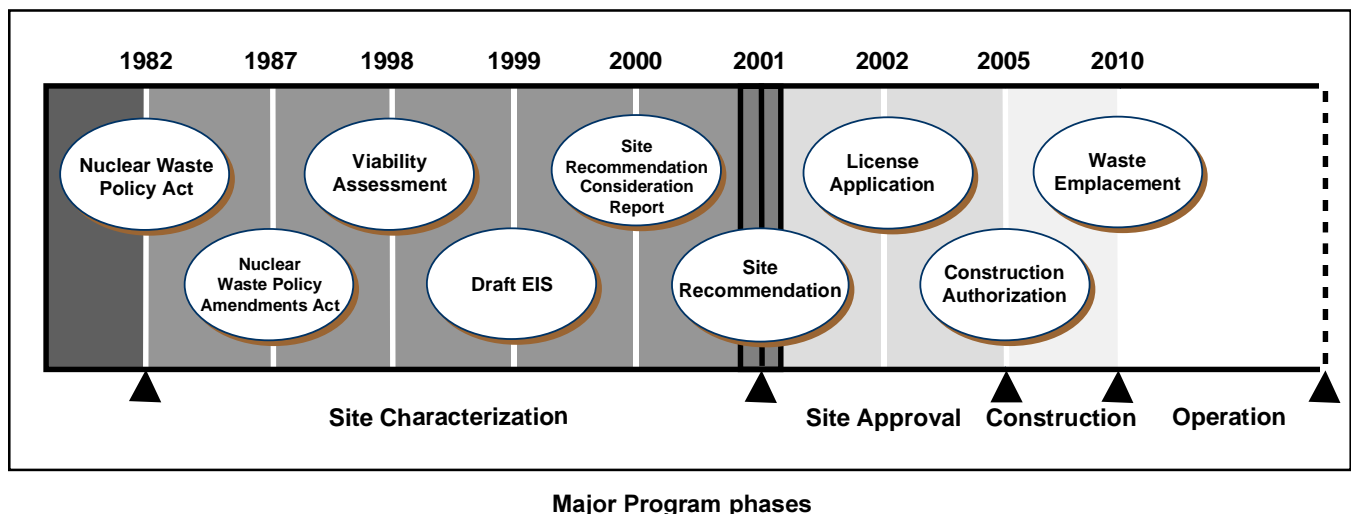 1982 1987 1998 1999 2000 2001 2002 2005 2010
Nuclear Waste
Policy Act
Nuclear
Waste Policy
Amendments Act
Viability
Assessment
Draft EIS
Site
Recommendation
Consideration
Report
Site
Recommendation
License
Application
Construction
Authorization
Waste
Emplacement
Site Characterization Site Approval Construction Operation
Major Program phases